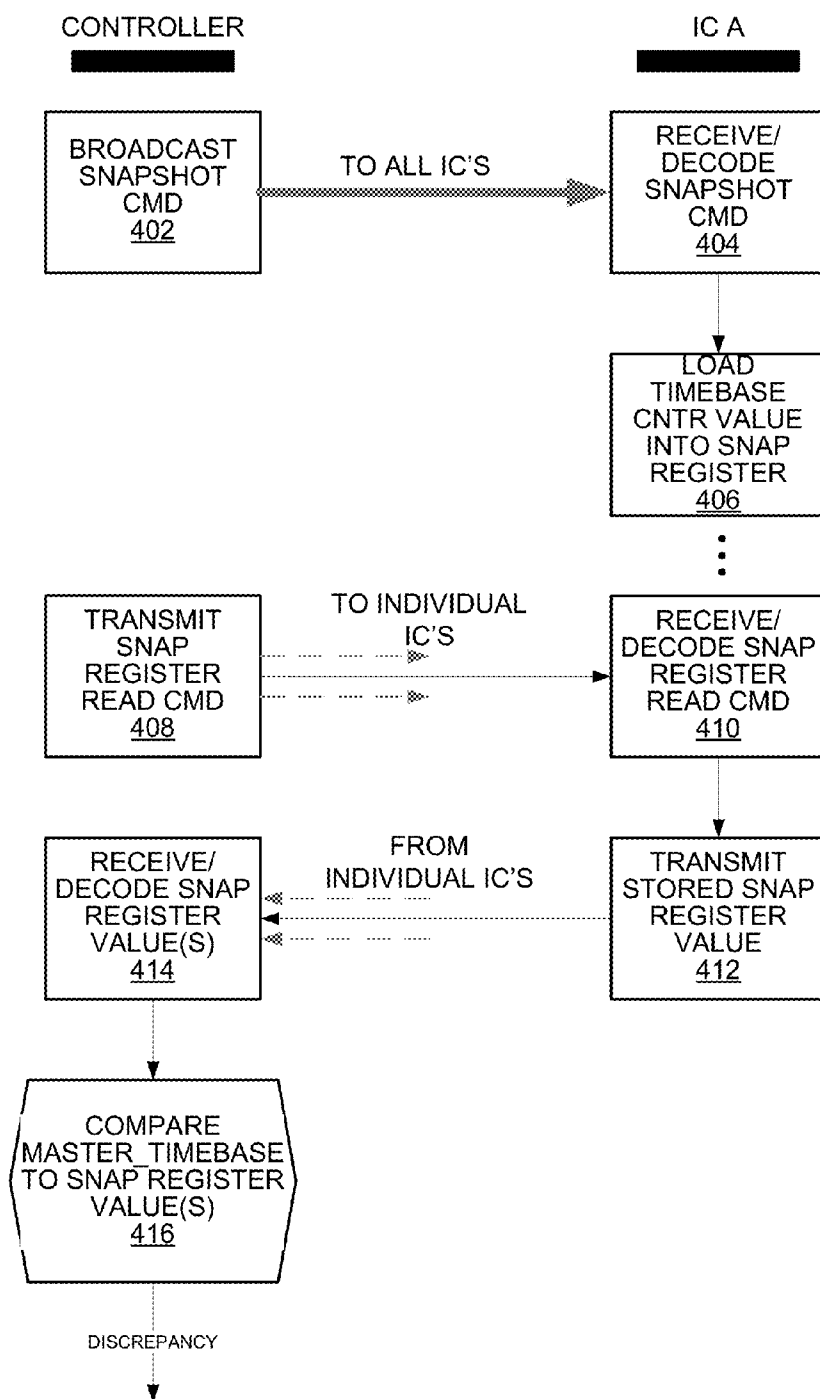 CONTROLLER
IC A
BROADCAST
SNAPSHOT
CMD
402
TO ALL IC'S
RECEIVE/
DECODE
SNAPSHOT
CMD
404
LOAD
TIMEBASE
CNTR VALUE
INTO SNAP
REGISTER
406
TRANSMIT
SNAP
REGISTER
READ CMD
408
TO INDIVIDUAL
IC'S
RECEIVE/
DECODE SNAP
REGISTER
READ CMD
410
RECEIVE/
DECODE SNAP
REGISTER
VALUE(S)
414
FROM
INDIVIDUAL IC'S
TRANSMIT
STORED SNAP
REGISTER
VALUE
412
COMPARE
MASTER_TIMEBASE
TO SNAP REGISTER
VALUE(S)
416
DISCREPANCY